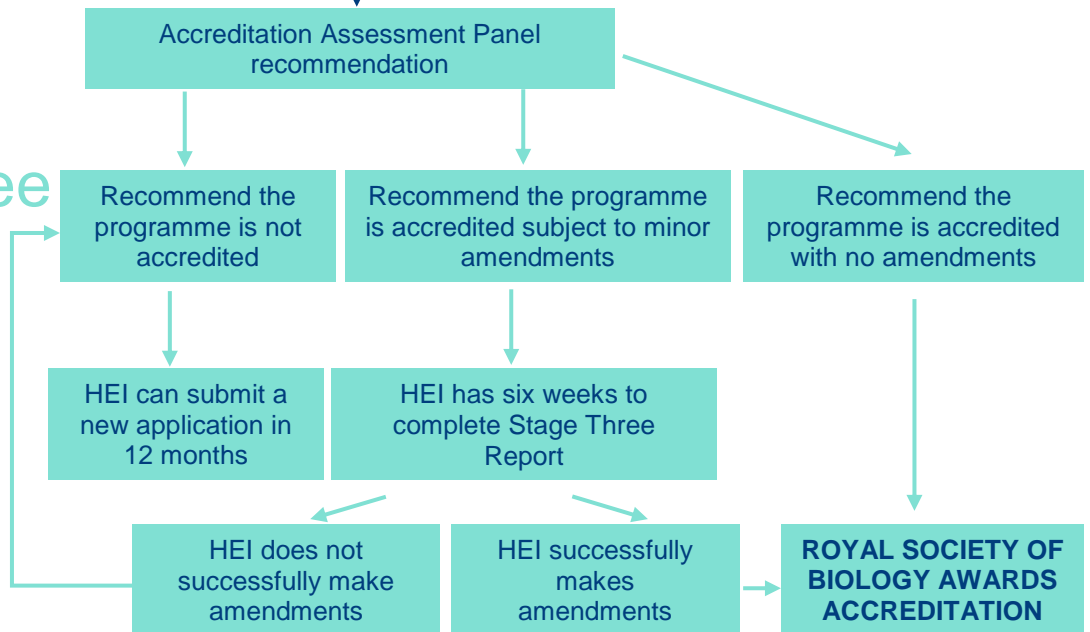 Accreditation Assessment Panel
recommendation
ee
Recommend the
programme is not
accredited
Recommend the programme
is accredited subject to minor
amendments
Recommend the
programme is accredited
with no amendments
HEI can submit a
new application in
12 months
HEI has six weeks to
complete Stage Three
Report
HEI does not
successfully make
amendments
HEI successfully
makes
amendments
ROYAL SOCIETY OF
BIOLOGY AWARDS
ACCREDITATION